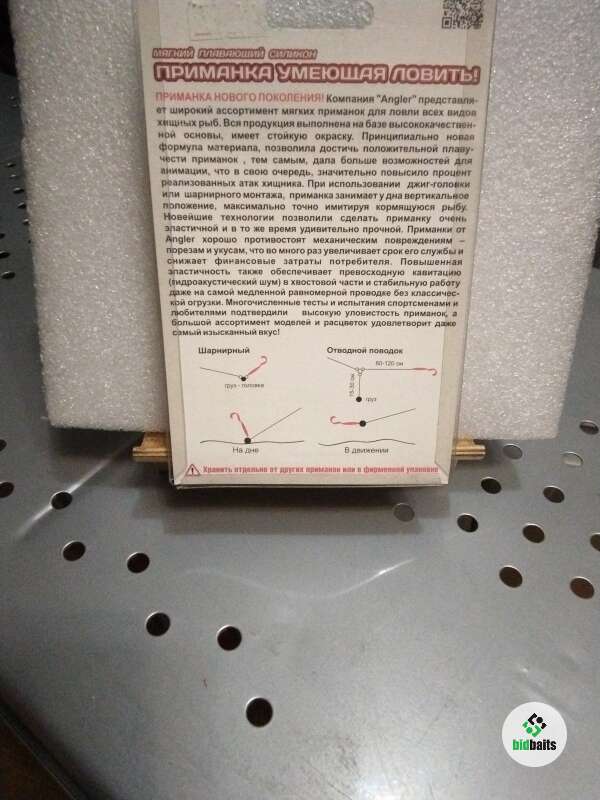 МЯГКИЙ ПЛАВАЮЩИЙ СИЛИКОН
ПРИМАНКА УМЕЮЩАЯ ЛОВИТЬ!
ПРИМАНКА НОВОГО ПОКОЛЕНИЯ! Компания "Angler" представля-
ет широкий ассортимент мягких приманок для ловли всех видов
хищных рыб. Вся продукция выполнена на базе высококачествен-
ной основы, имеет стойкую окраску. Принципиально новая
формула материала, позволила достичь положительной плаву-
чести приманок , тем самым, дала больше возможностей для
анимации, что в свою очередь, значительно повысило процент
реализованных атак хищника. При использовании джиг-головки
или шарнирного монтажа, приманка занимает у дна вертикальное
положение, максимально точно имитируя кормящуюся рыбу.
Новейшие технологии позволили сделать приманку очень
эластичной и в то же время удивительно прочной. Приманки от
Angler хорошо противостоят механическим повреждениям –
порезам и укусам, что во много раз увеличивает срок его службы и
снижает финансовые затраты потребителя. Повышенная
эластичность также обеспечивает превосходную кавитацию
(гидроакустический шум) в хвостовой части и стабильную работу
даже на самой медленной равномерной проводке без классичес-
кой огрузки. Многочисленные тесты и испытания спортсменами и
любителями подтвердили высокую уловистость приманок, а
большой ассортимент моделей и расцветок удовлетворит даже
самый изысканный вкус!
Шарнирный
Отводной поводок
60-120 см
груз - головка
15-30 см
груз
На дне
В движении
Хранить отдельно от других приманок или в фирменной упаковке
bidbaits